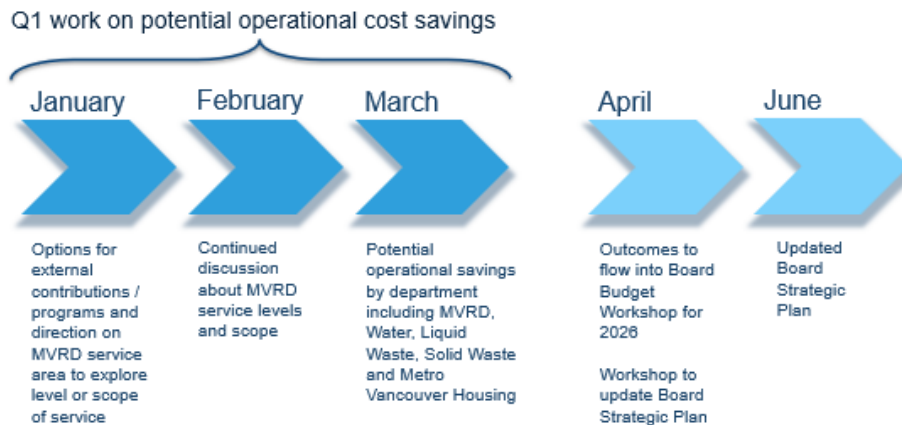 Q1 work on potential operational cost savings
January
February
March
April
June
Options for
external
contributions /
programs and
direction on
MVRD service
area to explore
level or scope
of service
Continued
discussion
about MVRD
service levels
and scope
Potential
operational savings
by department
including MVRD,
Water, Liquid
Waste, Solid Waste
and Metro
Vancouver Housing
Outcomes to
flow into Board
Budget
Workshop for
2026
Workshop to
update Board
Strategic Plan
Updated
Board
Strategic
Plan